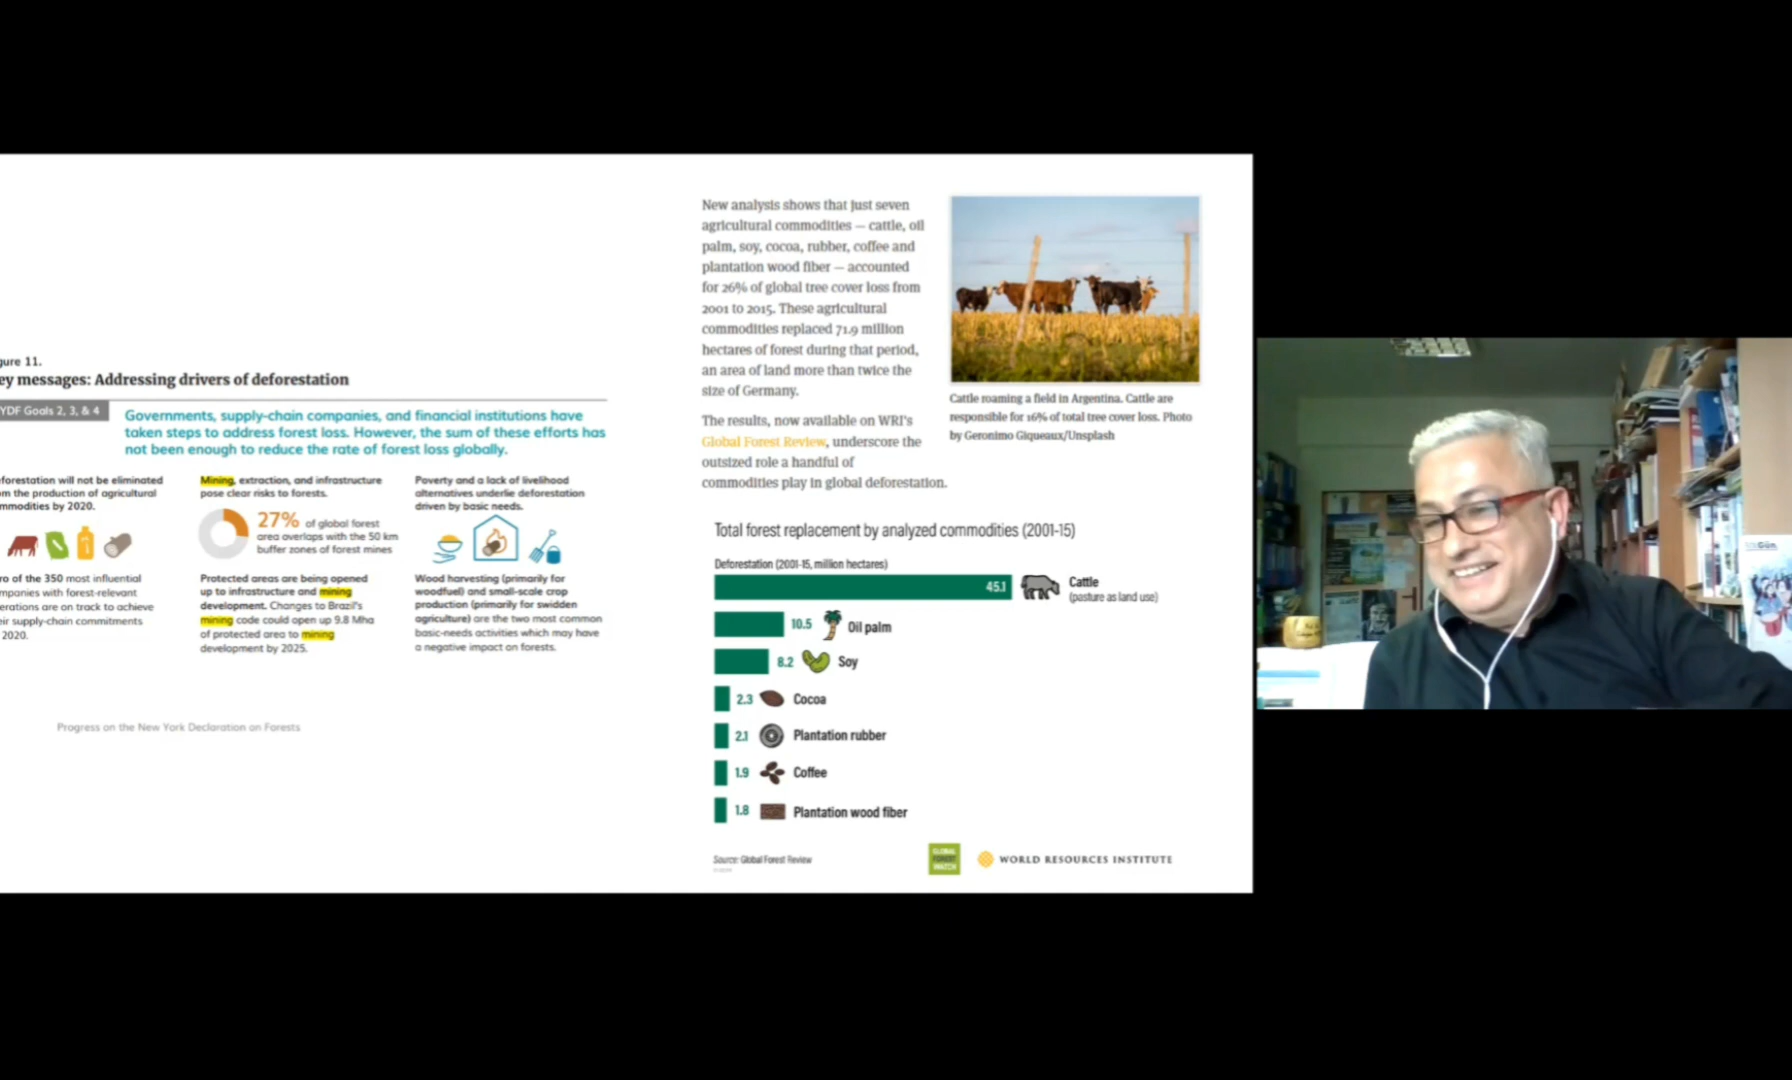 gure 11.
ey messages: Addressing drivers of deforestation
YDF Goals 2, 3, & 4
Governments, supply-chain companies, and financial institutions have
taken steps to address forest loss. However, the sum of these efforts has
not been enough to reduce the rate of forest loss globally.
forestation will not be eliminated
m the production of agricultural
mmodities by 2020.
ro of the 350 most influential
mpanies with forest-relevant
erations are on track to achieve
eir supply-chain commitments
2020.
Mining, extraction, and infrastructure
pose clear risks to forests.
27% of global forest
area overlaps with the 50 km
buffer zones of forest mines
Protected areas are being opened
up to infrastructure and mining
development. Changes to Brazil's
mining code could open up 9.8 Mha
of protected area to mining
development by 2025.
Poverty and a lack of livelihood
alternatives underlie deforestation
driven by basic needs.
Wood harvesting (primarily for
woodfuel) and small-scale crop
production (primarily for swidden
agriculture) are the two most common
basic-needs activities which may have
a negative impact on forests.
Progress on the New York Declaration on Forests
New analysis shows that just seven
agricultural commodities — cattle, oil
palm, soy, cocoa, rubber, coffee and
plantation wood fiber — accounted
for 26% of global tree cover loss from
2001 to 2015. These agricultural
commodities replaced 71.9 million
hectares of forest during that period,
an area of land more than twice the
size of Germany.
The results, now available on WRI's
Global Forest Review, underscore the
outsized role a handful of
commodities play in global deforestation.
Cattle roaming a field in Argentina. Cattle are
responsible for 16% of total tree cover loss. Photo
by Geronimo Giqueaux/Unsplash
Total forest replacement by analyzed commodities (2001-15)
Deforestation (2001-15, million hectares)
45.1 Cattle
(pasture as land use)
10.5 Oil palm
8.2 Soy
2.3 Cocoa
2.1 Plantation rubber
1.9 Coffee
1.8 Plantation wood fiber
Source: Global Forest Review
GLOBAL
FOREST
WATCH
WORLD RESOURCES INSTITUTE